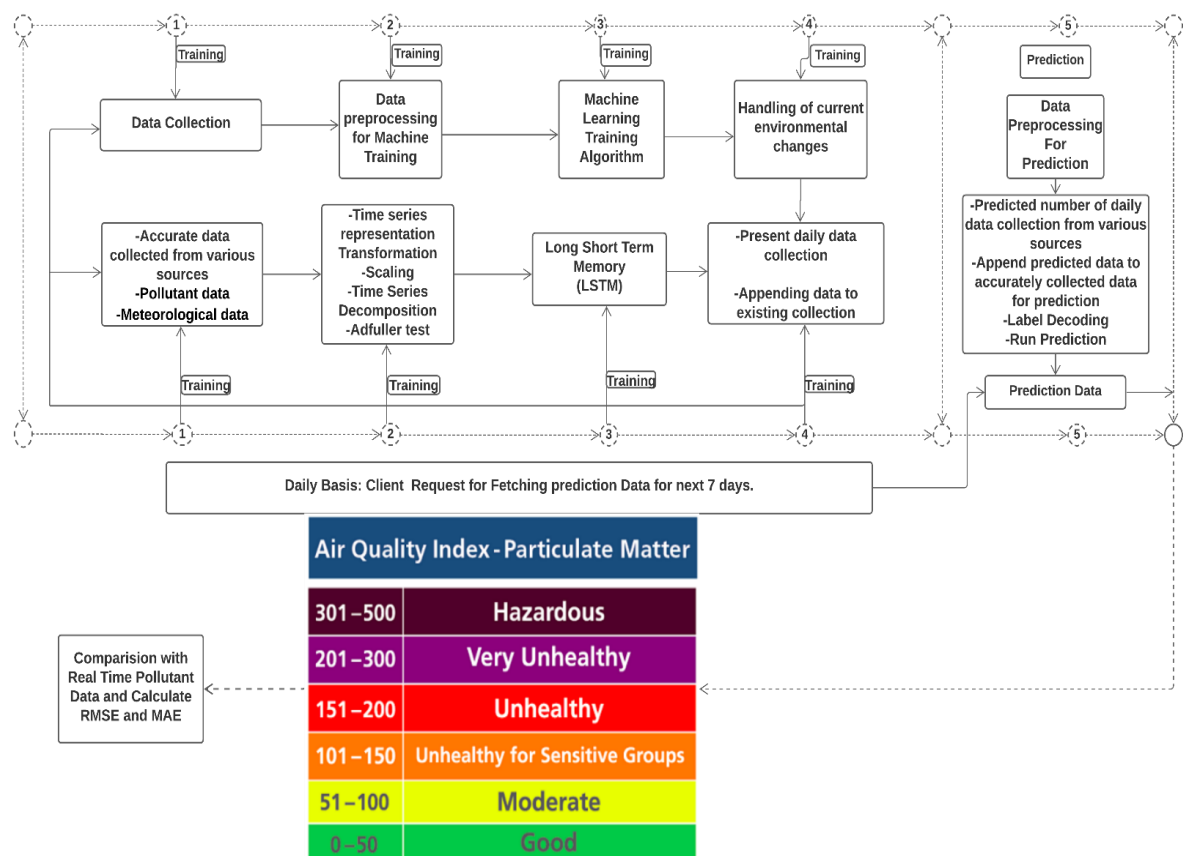 1
2
3
4
5
Training
Training
Training
Training
Prediction
Data Collection
Data
preprocessing
for Machine
Training
Machine
Learning
Training
Algorithm
Handling of current
environmental
changes
Data
Preprocessing
For
Prediction
-Accurate data
collected from various
sources
-Pollutant data
-Meteorological data
-Time series
representation
Transformation
-Scaling
-Time Series
Decomposition
-Adfuller test
Long Short Term
Memory
(LSTM)
-Present daily data
collection
-Appending data to
existing collection
-Predicted number of daily
data collection from various
sources
-Append predicted data to
accurately collected data
for prediction
-Label Decoding
-Run Prediction
Training
Training
Training
Training
Prediction Data
1
2
3
4
5
Daily Basis: Client Request for Fetching prediction Data for next 7 days.
Air Quality Index - Particulate Matter
301–500 Hazardous
201–300 Very Unhealthy
151–200 Unhealthy
101–150 Unhealthy for Sensitive Groups
51–100 Moderate
0–50 Good
Comparision with
Real Time Pollutant
Data and Calculate
RMSE and MAE